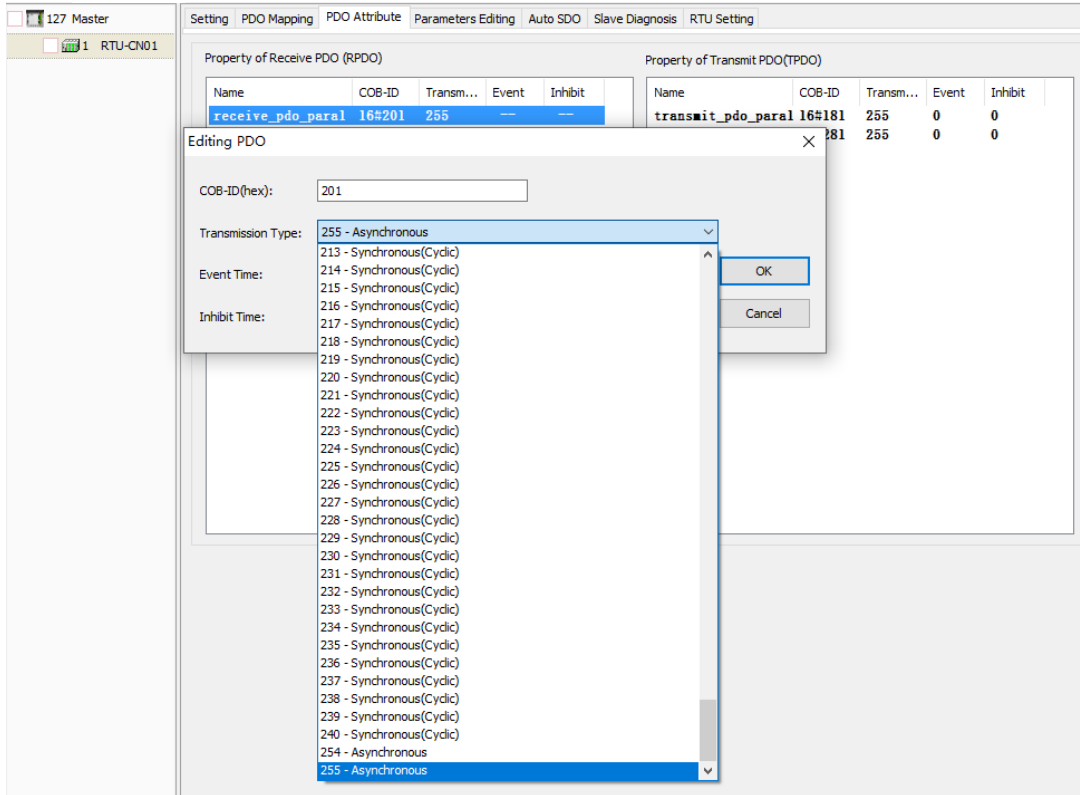 127 Master
1 RTU-CN01
Setting PDO Mapping PDO Attribute Parameters Editing Auto SDO Slave Diagnosis RTU Setting
Property of Receive PDO (RPDO)
Name COB-ID Transm... Event Inhibit
receive_pdo_paral 16#201 255 -- --
Property of Transmit PDO(TPDO)
Name COB-ID Transm... Event Inhibit
transmit_pdo_paral 16#181 255 0 0
281 255 0 0
Editing PDO
COB-ID(hex): 201
Transmission Type: 255 - Asynchronous
Event Time:
Inhibit Time:
OK
Cancel
213 - Synchronous(Cyclic)
214 - Synchronous(Cyclic)
215 - Synchronous(Cyclic)
216 - Synchronous(Cyclic)
217 - Synchronous(Cyclic)
218 - Synchronous(Cyclic)
219 - Synchronous(Cyclic)
220 - Synchronous(Cyclic)
221 - Synchronous(Cyclic)
222 - Synchronous(Cyclic)
223 - Synchronous(Cyclic)
224 - Synchronous(Cyclic)
225 - Synchronous(Cyclic)
226 - Synchronous(Cyclic)
227 - Synchronous(Cyclic)
228 - Synchronous(Cyclic)
229 - Synchronous(Cyclic)
230 - Synchronous(Cyclic)
231 - Synchronous(Cyclic)
232 - Synchronous(Cyclic)
233 - Synchronous(Cyclic)
234 - Synchronous(Cyclic)
235 - Synchronous(Cyclic)
236 - Synchronous(Cyclic)
237 - Synchronous(Cyclic)
238 - Synchronous(Cyclic)
239 - Synchronous(Cyclic)
240 - Synchronous(Cyclic)
254 - Asynchronous
255 - Asynchronous